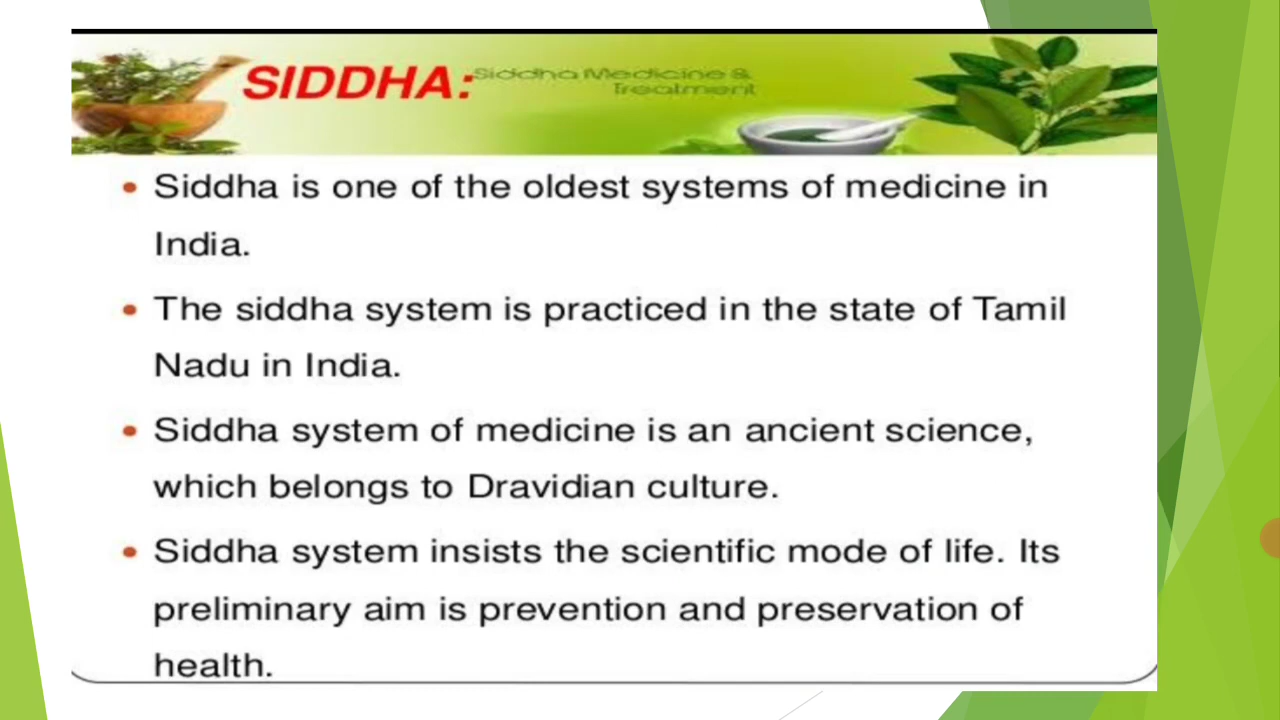 SIDDHA:
Siddha Medicine &
Treatment
• Siddha is one of the oldest systems of medicine in
India.
• The siddha system is practiced in the state of Tamil
Nadu in India.
• Siddha system of medicine is an ancient science,
which belongs to Dravidian culture.
• Siddha system insists the scientific mode of life. Its
preliminary aim is prevention and preservation of
health.